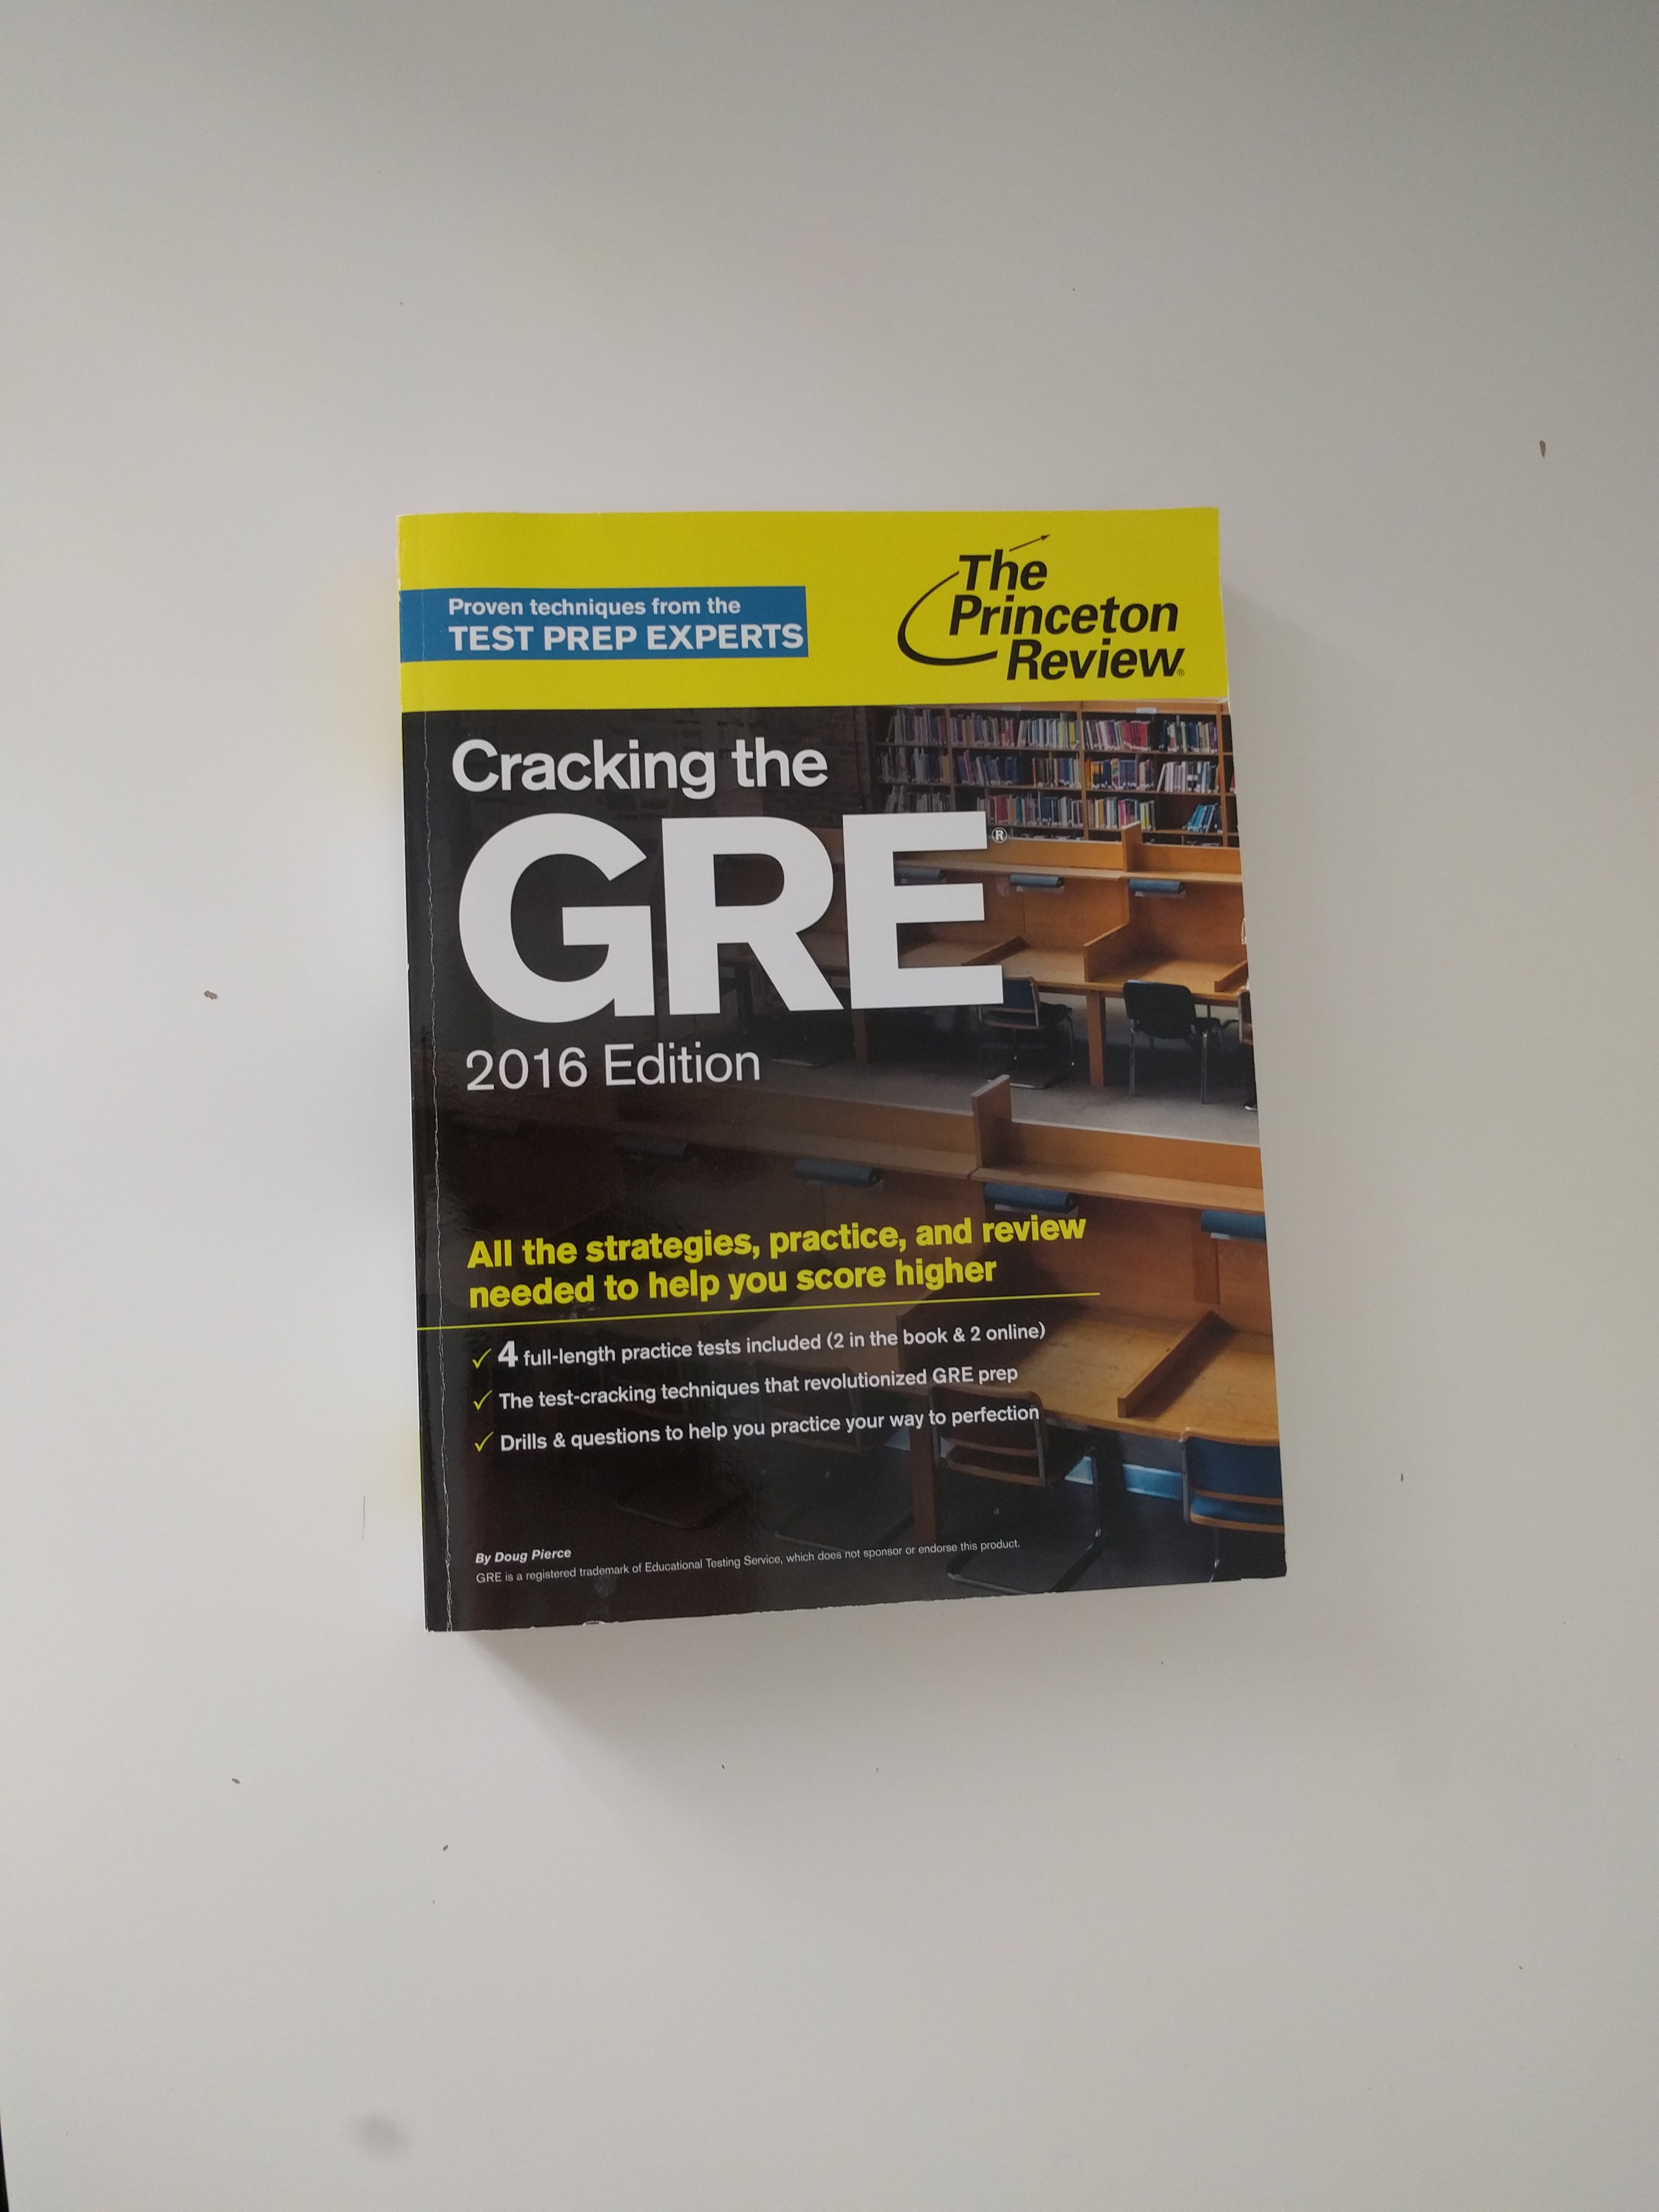 Proven techniques from the
TEST PREP EXPERTS
The
Princeton
Review®
Cracking the
GRE®
2016 Edition
All the strategies, practice, and review
needed to help you score higher
✓ 4 full-length practice tests included (2 in the book & 2 online)
✓ The test-cracking techniques that revolutionized GRE prep
✓ Drills & questions to help you practice your way to perfection
By Doug Pierce
GRE is a registered trademark of Educational Testing Service, which does not sponsor or endorse this product.